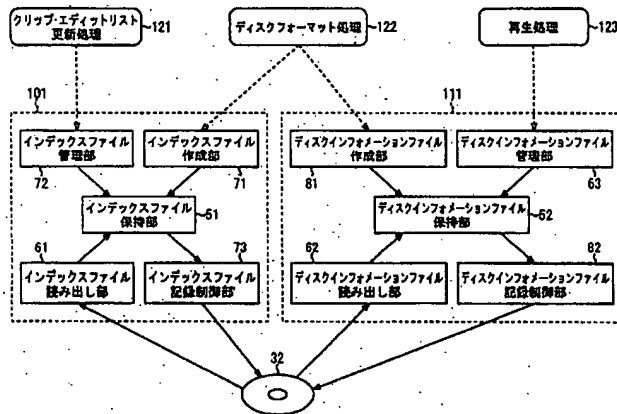 クリップ・エディットリスト
更新処理
121
ディスクフォーマット処理
122
再生処理
123
101
111
インデックスファイル
管理部
72
インデックスファイル
作成部
71
ディスクインフォメーションファイル
作成部
81
ディスクインフォメーションファイル
管理部
63
インデックスファイル
保持部
51
ディスクインフォメーションファイル
保持部
52
61
インデックスファイル
読み出し部
73
インデックスファイル
記録制御部
62
ディスクインフォメーションファイル
読み出し部
82
ディスクインフォメーションファイル
記録制御部
32